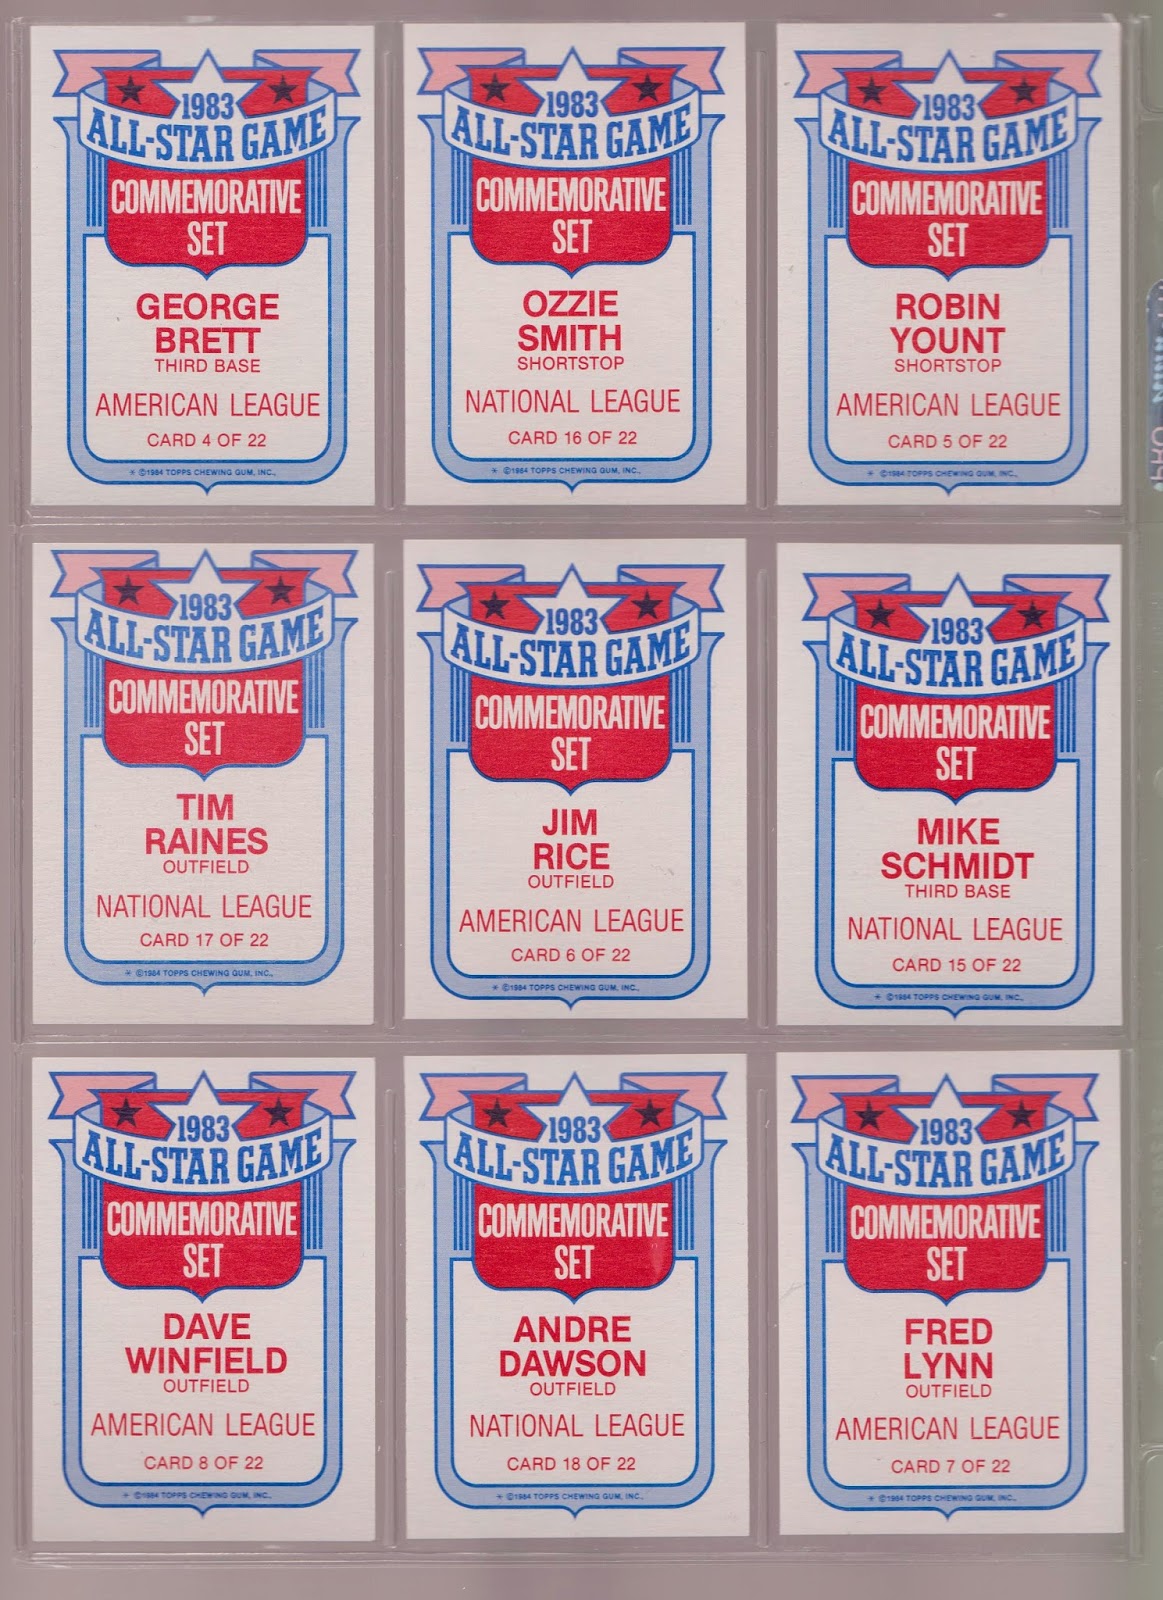 1983
ALL-STAR GAME
COMMEMORATIVE
SET
GEORGE
BRETT
THIRD BASE
AMERICAN LEAGUE
CARD 4 OF 22
* ©1984 TOPPS CHEWING GUM, INC.
1983
ALL-STAR GAME
COMMEMORATIVE
SET
OZZIE
SMITH
SHORTSTOP
NATIONAL LEAGUE
CARD 16 OF 22
* ©1984 TOPPS CHEWING GUM, INC.
1983
ALL-STAR GAME
COMMEMORATIVE
SET
ROBIN
YOUNT
SHORTSTOP
AMERICAN LEAGUE
CARD 5 OF 22
* ©1984 TOPPS CHEWING GUM, INC.
1983
ALL-STAR GAME
COMMEMORATIVE
SET
TIM
RAINES
OUTFIELD
NATIONAL LEAGUE
CARD 17 OF 22
* ©1984 TOPPS CHEWING GUM, INC.
1983
ALL-STAR GAME
COMMEMORATIVE
SET
JIM
RICE
OUTFIELD
AMERICAN LEAGUE
CARD 6 OF 22
* ©1984 TOPPS CHEWING GUM, INC.
1983
ALL-STAR GAME
COMMEMORATIVE
SET
MIKE
SCHMIDT
THIRD BASE
NATIONAL LEAGUE
CARD 15 OF 22
* ©1984 TOPPS CHEWING GUM, INC.
1983
ALL-STAR GAME
COMMEMORATIVE
SET
DAVE
WINFIELD
OUTFIELD
AMERICAN LEAGUE
CARD 8 OF 22
* ©1984 TOPPS CHEWING GUM, INC.
1983
ALL-STAR GAME
COMMEMORATIVE
SET
ANDRE
DAWSON
OUTFIELD
NATIONAL LEAGUE
CARD 18 OF 22
* ©1984 TOPPS CHEWING GUM, INC.
1983
ALL-STAR GAME
COMMEMORATIVE
SET
FRED
LYNN
OUTFIELD
AMERICAN LEAGUE
CARD 7 OF 22
* ©1984 TOPPS CHEWING GUM, INC.